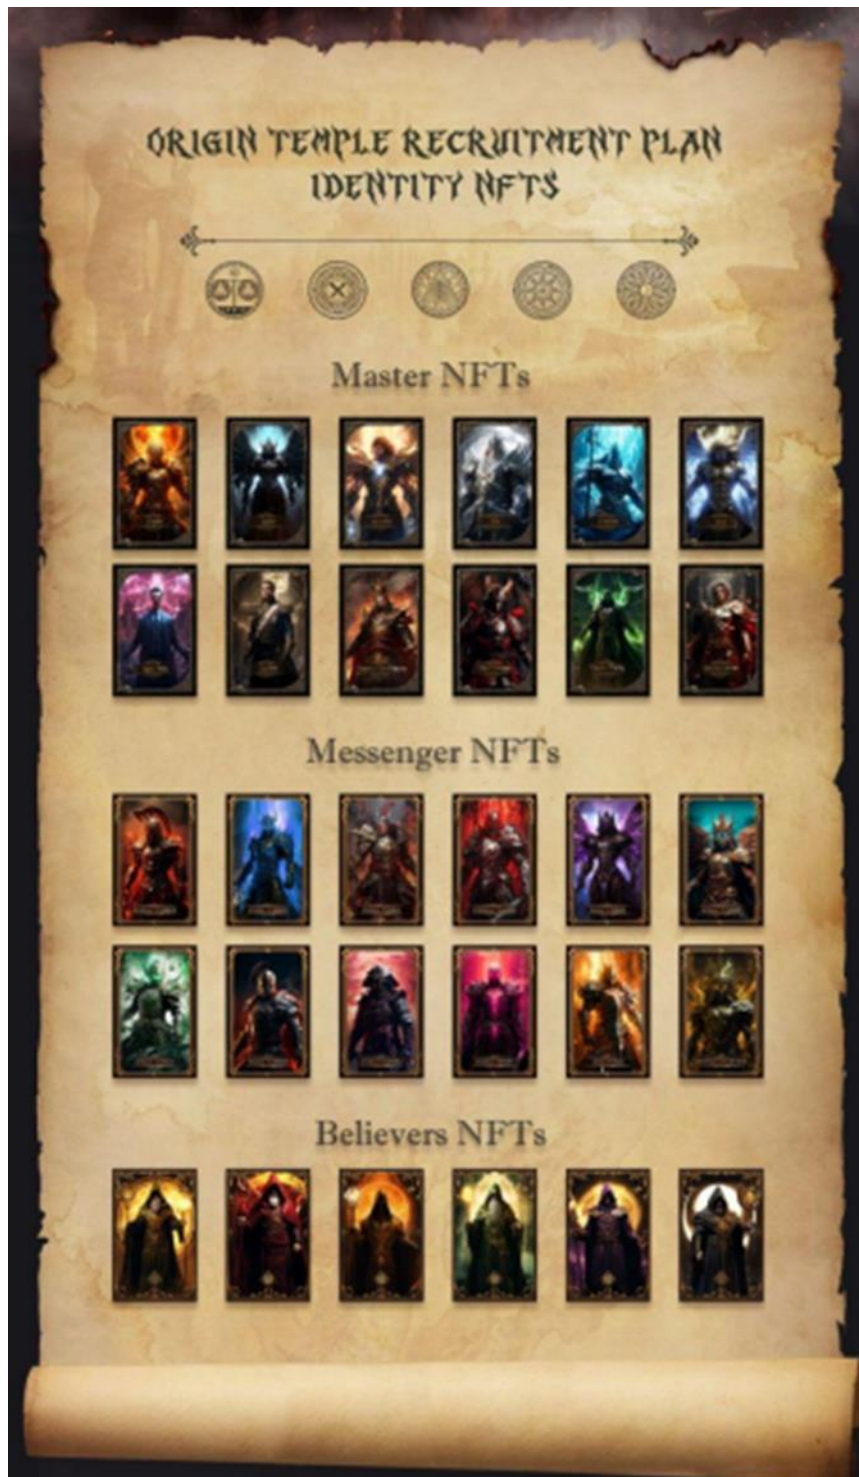 ORIGIN TEMPLE RECRUITMENT PLAN
IDENTITY NFTS
Master NFTs
Messenger NFTs
Believers NFTs